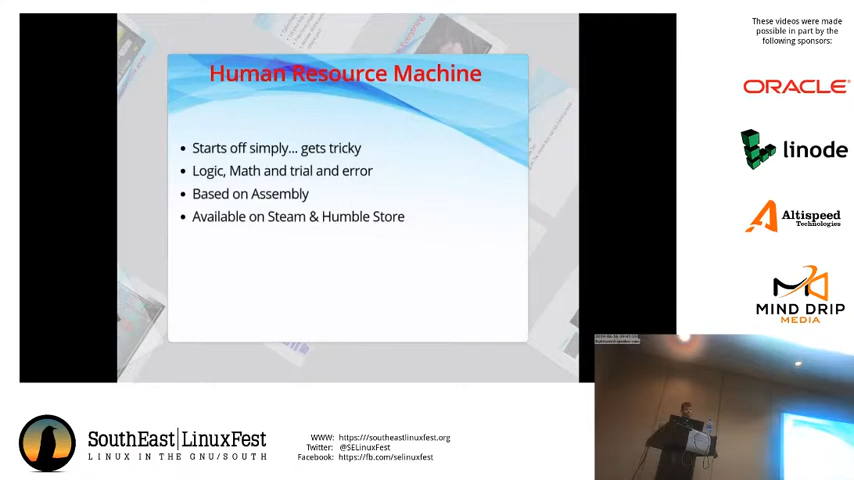 These videos were made
possible in part by the
following sponsors:
Human Resource Machine
Starts off simply... gets tricky
Logic, Math and trial and error
Based on Assembly
Available on Steam & Humble Store
ORACLE
linode
Altispeed
Technologies
MIND DRIP
MEDIA
SouthEast|LinuxFest
LINUX IN THE GNU/SOUTH
WWW: https://southeastlinuxfest.org
Twitter: @SELinuxFest
Facebook: https://fb.com/selinuxfest